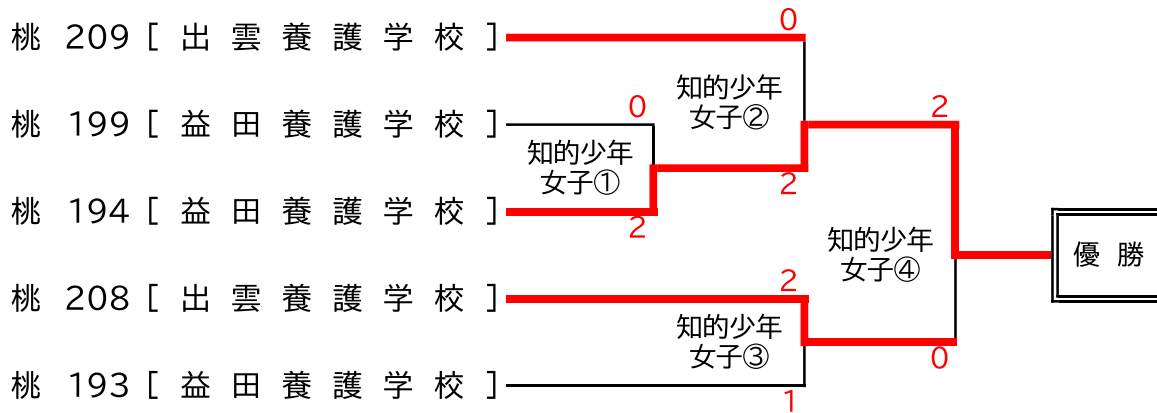 桃 209 [ 出 雲 養 護 学 校 ]
0
知的少年
女子②
桃 199 [ 益 田 養 護 学 校 ]
0
2
知的少年
女子①
2
桃 194 [ 益 田 養 護 学 校 ]
2
知的少年
女子④
優 勝
桃 208 [ 出 雲 養 護 学 校 ]
2
知的少年
女子③
0
桃 193 [ 益 田 養 護 学 校 ]
1